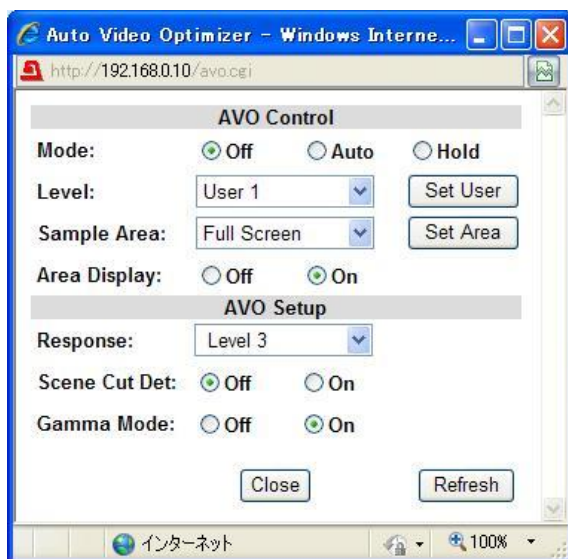 Auto Video Optimizer - Windows Interne...
http://192.168.0.10/avo.cgi
AVO Control
Mode: Off Auto Hold
Level: User 1 Set User
Sample Area: Full Screen Set Area
Area Display: Off On
AVO Setup
Response: Level 3
Scene Cut Det: Off On
Gamma Mode: Off On
Close Refresh
インターネット 100%